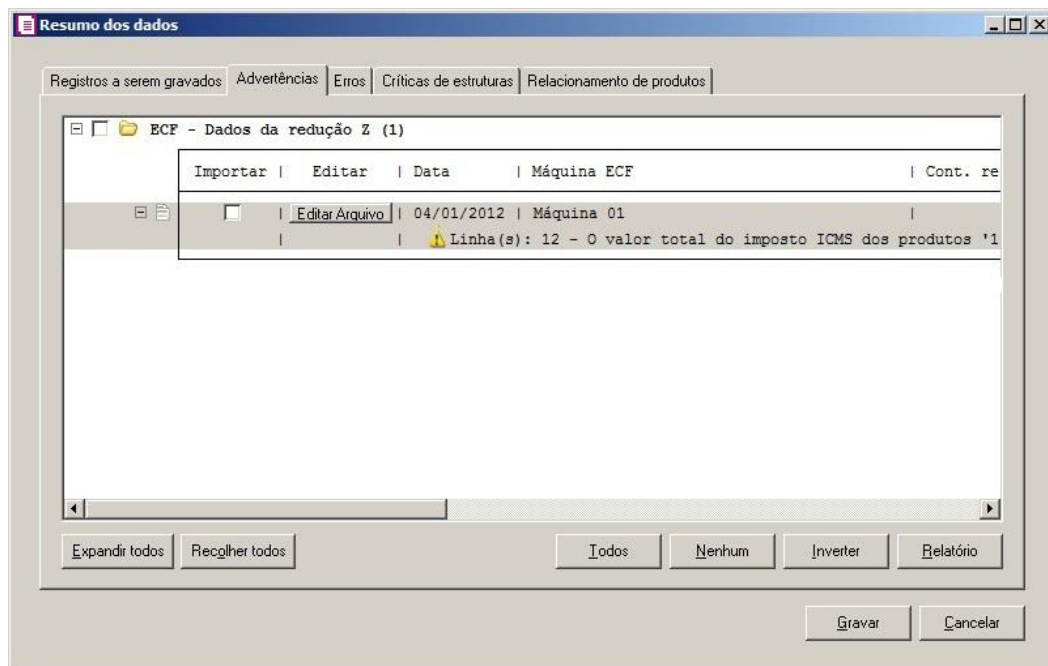 Resumo dos dados
Registros a serem gravados Advertências Erros Críticas de estruturas Relacionamento de produtos
ECF - Dados da redução Z (1)
Importar | Editar | Data | Máquina ECF | Cont. re
| Editar Arquivo | 04/01/2012 | Máquina 01 |
| | Linha(s): 12 - O valor total do imposto ICMS dos produtos '1
Expandir todos Recolher todos Todos Nenhum Inverter Relatório
Gravar Cancelar